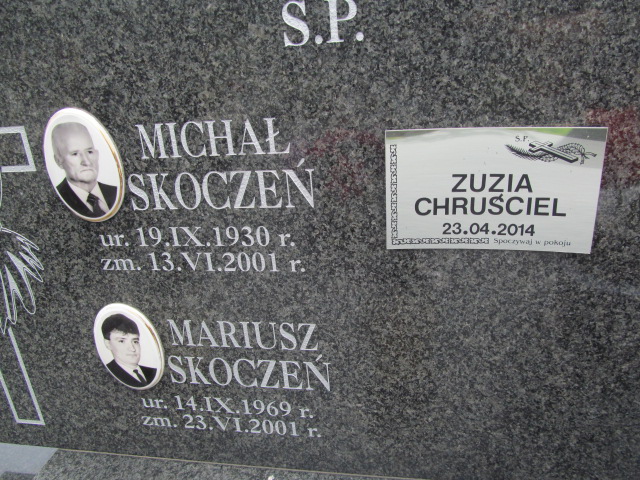 Ś.P.
MICHAŁ
SKOCZEŃ
ur. 19.IX.1930 r.
zm. 13.VI.2001 r.
MARIUSZ
SKOCZEŃ
ur. 14.IX.1969 r.
zm. 23.VI.2001 r.
Ś.P.
ZUZIA
CHRUŚCIEL
23.04.2014
Spoczywaj w pokoju